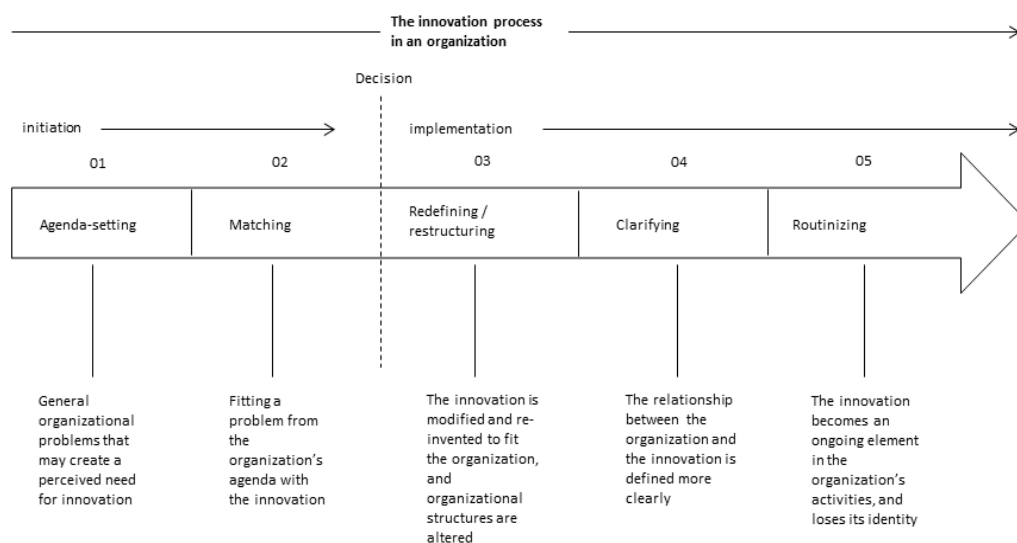 The innovation process
in an organization
Decision
initiation
implementation
01
02
03
04
05
Agenda-setting
Matching
Redefining /
restructuring
Clarifying
Routinizing
General
organizational
problems that
may create a
perceived need
for innovation
Fitting a
problem from
the
organization's
agenda with
the innovation
The innovation is
modified and re-
invented to fit
the organization,
and
organizational
structures are
altered
The relationship
between the
organization and
the innovation is
defined more
clearly
The innovation
becomes an
ongoing element
in the
organization's
activities, and
loses its identity